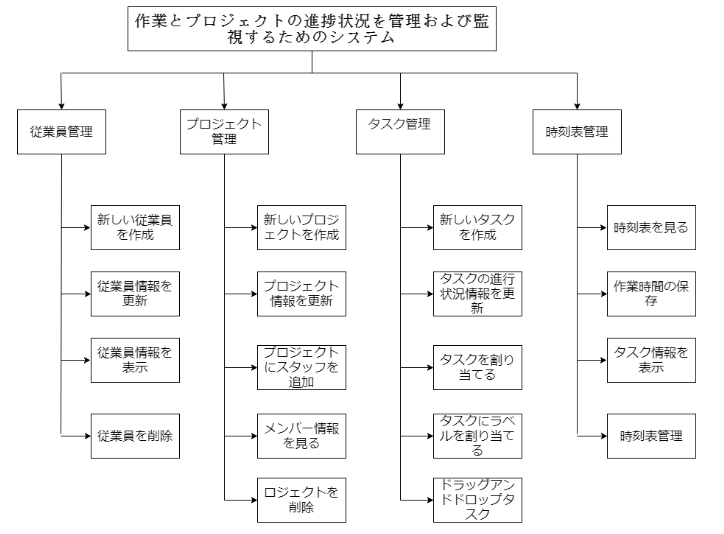 作業とプロジェクトの進捗状況を管理および監
視するためのシステム
従業員管理
プロジェクト
管理
タスク管理
時刻表管理
新しい従業員
を作成
従業員情報を
更新
従業員情報を
表示
従業員を削除
新しいプロジ
ェクトを作成
プロジェクト
情報を更新
プロジェクト
にスタッフを
追加
メンバー情報
を見る
ロジェクトを
削除
新しいタスク
を作成
タスクの進行
状況情報を更
新
タスクを割り
当てる
タスクにラベ
ルを割り当て
る
ドラッグアン
ドドロップタ
スク
時刻表を見る
作業時間の保
存
タスク情報を
表示
時刻表管理